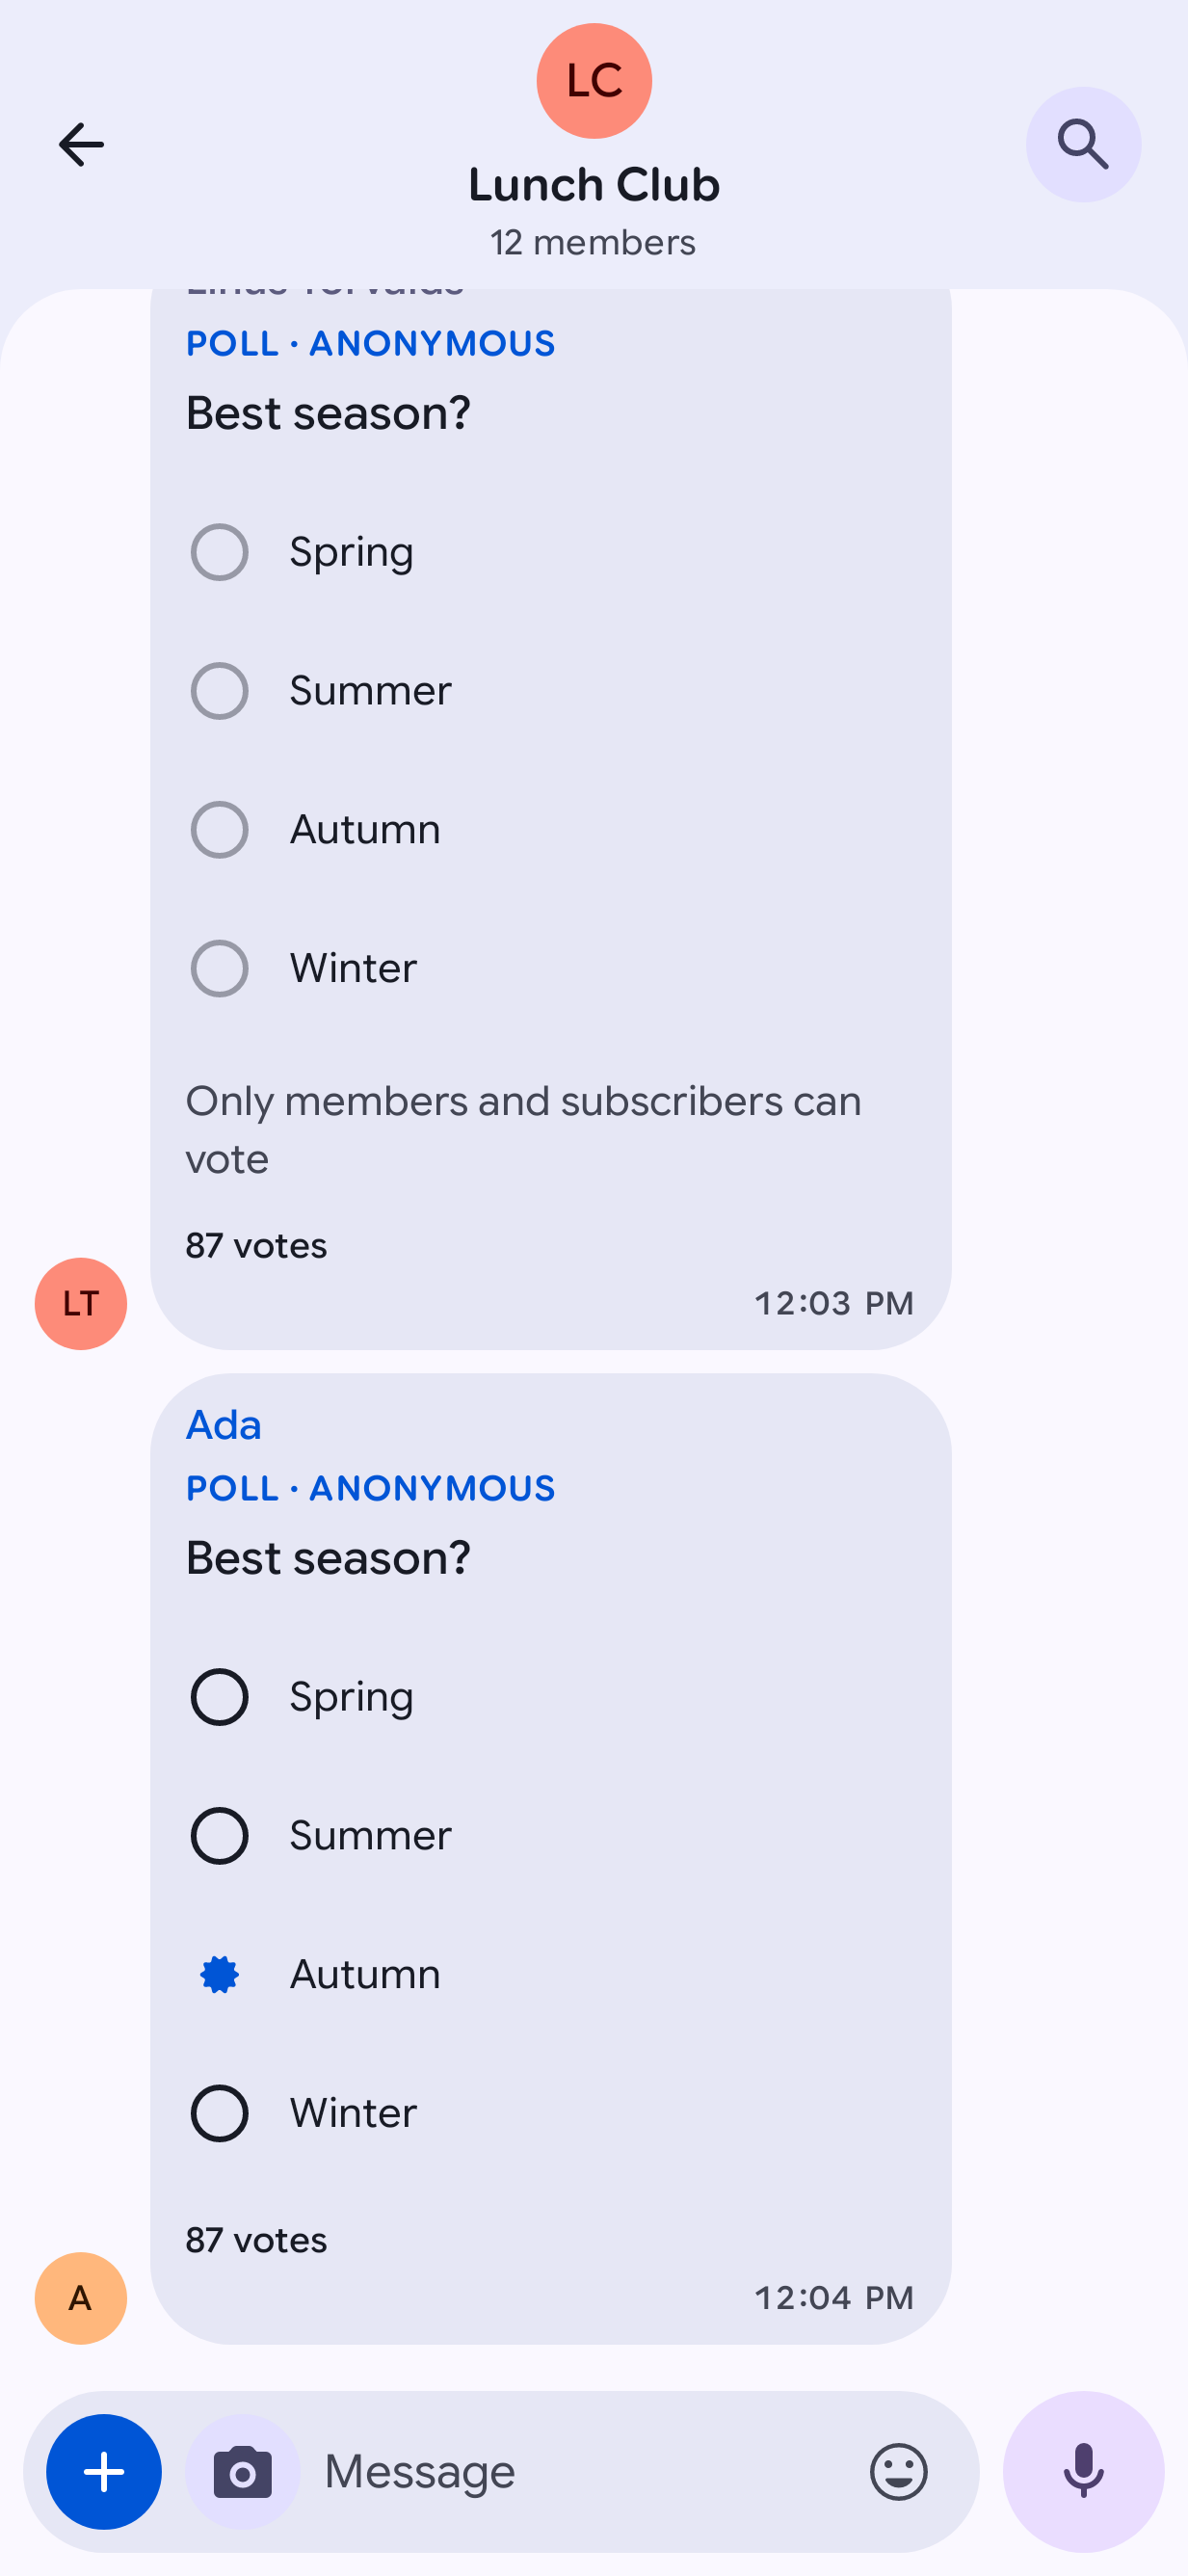 LC
Lunch Club
12 members
Linus Torvalds
POLL · ANONYMOUS
Best season?
Spring
Summer
Autumn
Winter
Only members and subscribers can
vote
87 votes
LT
12:03 PM
Ada
POLL · ANONYMOUS
Best season?
Spring
Summer
Autumn
Winter
87 votes
A
12:04 PM
Message